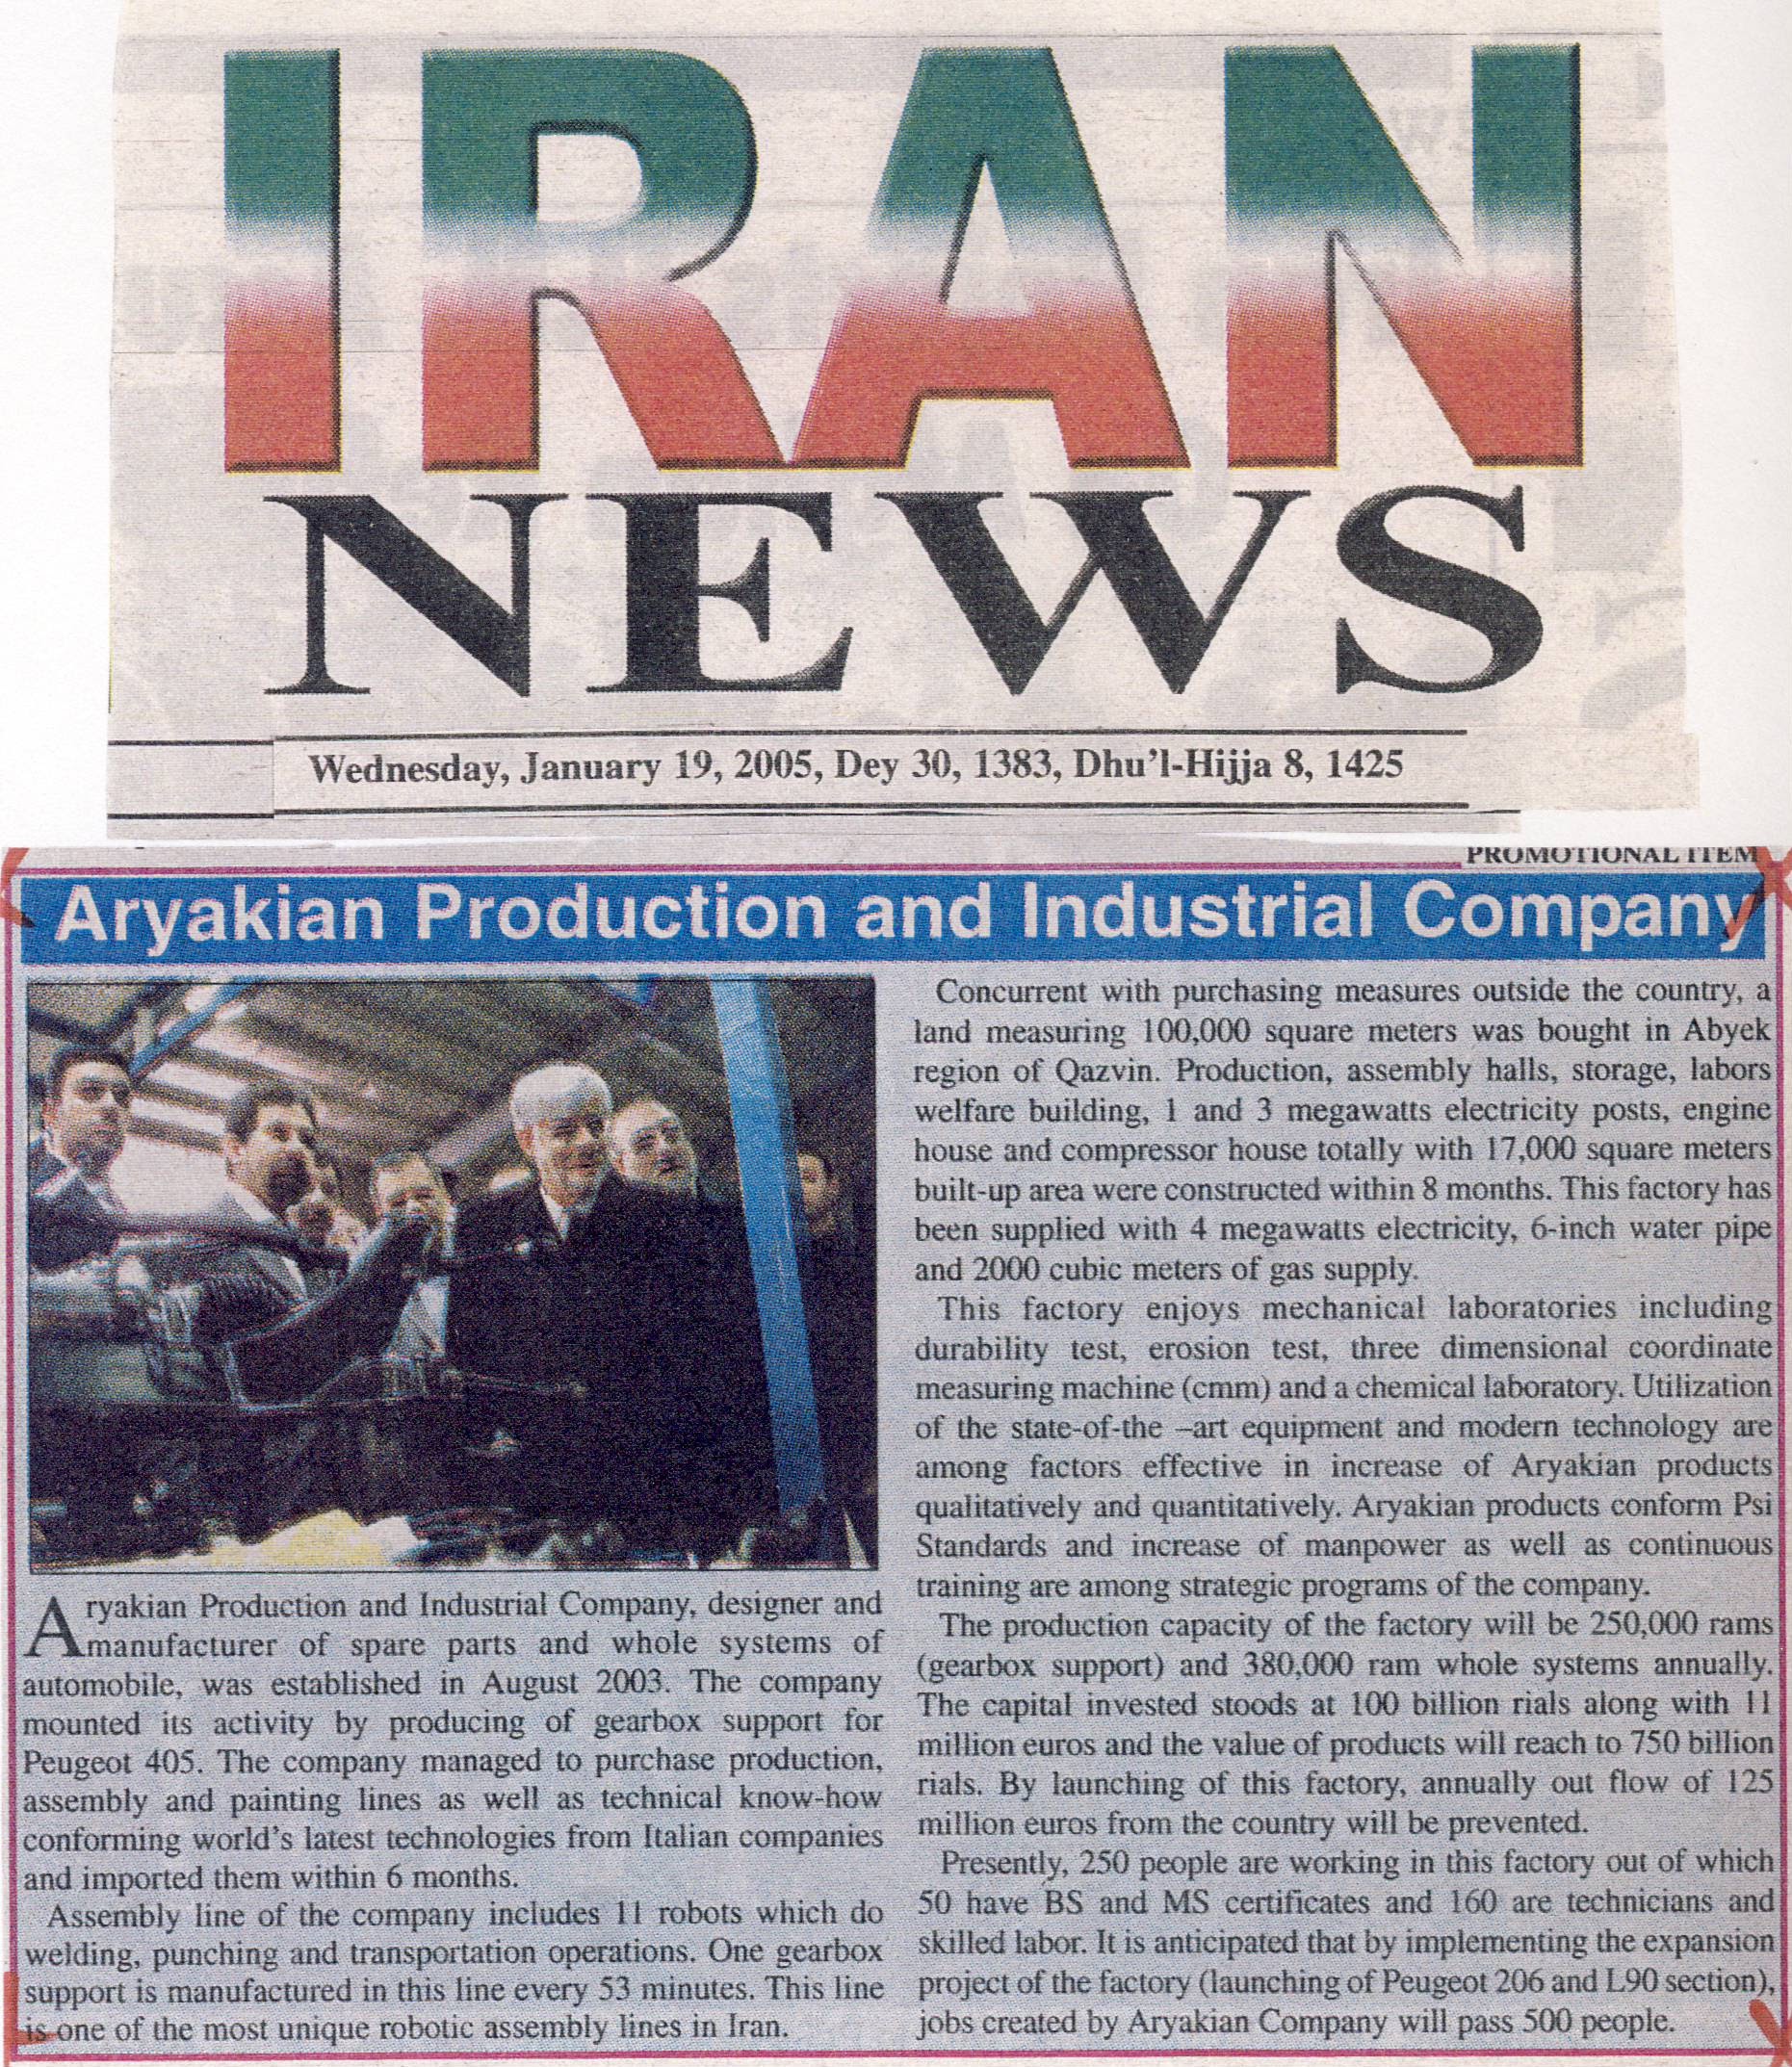 IRAN
NEWS
Wednesday, January 19, 2005, Dey 30, 1383, Dhu'l-Hijja 8, 1425
PROMOTIONAL ITEM
Aryakian Production and Industrial Company
Aryakian Production and Industrial Company, designer and
manufacturer of spare parts and whole systems of
automobile, was established in August 2003. The company
mounted its activity by producing of gearbox support for
Peugeot 405. The company managed to purchase production,
assembly and painting lines as well as technical know-how
conforming world's latest technologies from Italian companies
and imported them within 6 months.
Assembly line of the company includes 11 robots which do
welding, punching and transportation operations. One gearbox
support is manufactured in this line every 53 minutes. This line
is one of the most unique robotic assembly lines in Iran.
Concurrent with purchasing measures outside the country, a
land measuring 100,000 square meters was bought in Abyek
region of Qazvin. Production, assembly halls, storage, labors
welfare building, 1 and 3 megawatts electricity posts, engine
house and compressor house totally with 17,000 square meters
built-up area were constructed within 8 months. This factory has
been supplied with 4 megawatts electricity, 6-inch water pipe
and 2000 cubic meters of gas supply.
This factory enjoys mechanical laboratories including
durability test, erosion test, three dimensional coordinate
measuring machine (cmm) and a chemical laboratory. Utilization
of the state-of-the –art equipment and modern technology are
among factors effective in increase of Aryakian products
qualitatively and quantitatively. Aryakian products conform Psi
Standards and increase of manpower as well as continuous
training are among strategic programs of the company.
The production capacity of the factory will be 250,000 rams
(gearbox support) and 380,000 ram whole systems annually.
The capital invested stoods at 100 billion rials along with 11
million euros and the value of products will reach to 750 billion
rials. By launching of this factory, annually out flow of 125
million euros from the country will be prevented.
Presently, 250 people are working in this factory out of which
50 have BS and MS certificates and 160 are technicians and
skilled labor. It is anticipated that by implementing the expansion
project of the factory (launching of Peugeot 206 and L90 section),
jobs created by Aryakian Company will pass 500 people.